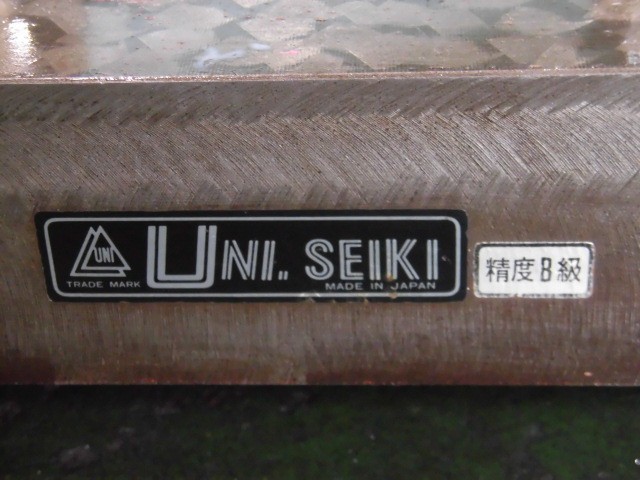 UNI
TRADE MARK
UNI. SEIKI
MADE IN JAPAN
精度B級